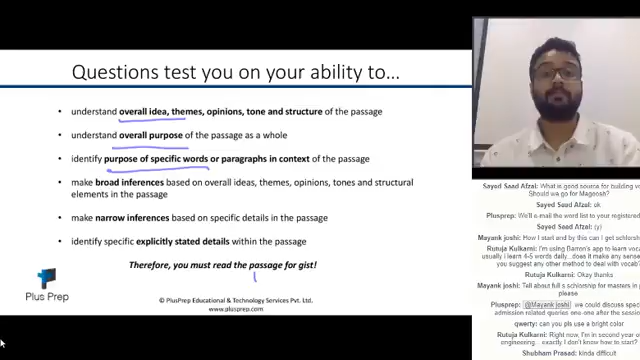 Questions test you on your ability to...
• understand overall idea, themes, opinions, tone and structure of the passage
• understand overall purpose of the passage as a whole
• identify purpose of specific words or paragraphs in context of the passage
• make broad inferences based on overall ideas, themes, opinions, tones and structural
elements in the passage
• make narrow inferences based on specific details in the passage
• identify specific explicitly stated details within the passage
Therefore, you must read the passage for gist!
Plus Prep
© PlusPrep Educational & Technology Services Pvt. Ltd.
www.plusprep.com
Sayed Saad Afzal: What is good source for building vo
Should we go for Magoosh?
Sayed Saad Afzal: ok
Plusprep: We'll e-mail the word list to your registered
Sayed Saad Afzal: (y)
Mayank joshi: How I start and by this can I get schlorsh
Rutuja Kulkarni: I'm using Barron's app to learn vocat
usually i learn 4-5 words daily...does it make any sense
you suggest any other method to deal with vocab?
Rutuja Kulkarni: Okay thanks
Mayank joshi: Tell about full s schlorship for masters in p
please
Plusprep: @Mayank joshi we could discuss spec
admission related queries one-one after the session
qwerty: can you pls use a bright color
Rutuja Kulkarni: Right now, I'm in second year of
engineering... exactly I don't know how to start?
Shubham Prasad: kinda difficult